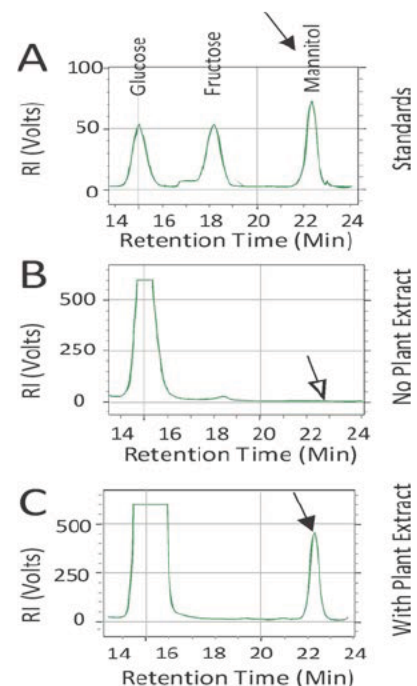 A
Glucose
Fructose
Mannitol
100
50
0
RI (Volts)
Standards
14 16 18 20 22 24
Retention Time (Min)
B
500
250
0
RI (Volts)
No Plant Extract
14 16 18 20 22 24
Retention Time (Min)
C
500
250
0
RI (Volts)
With Plant Extract
14 16 18 20 22 24
Retention Time (Min)